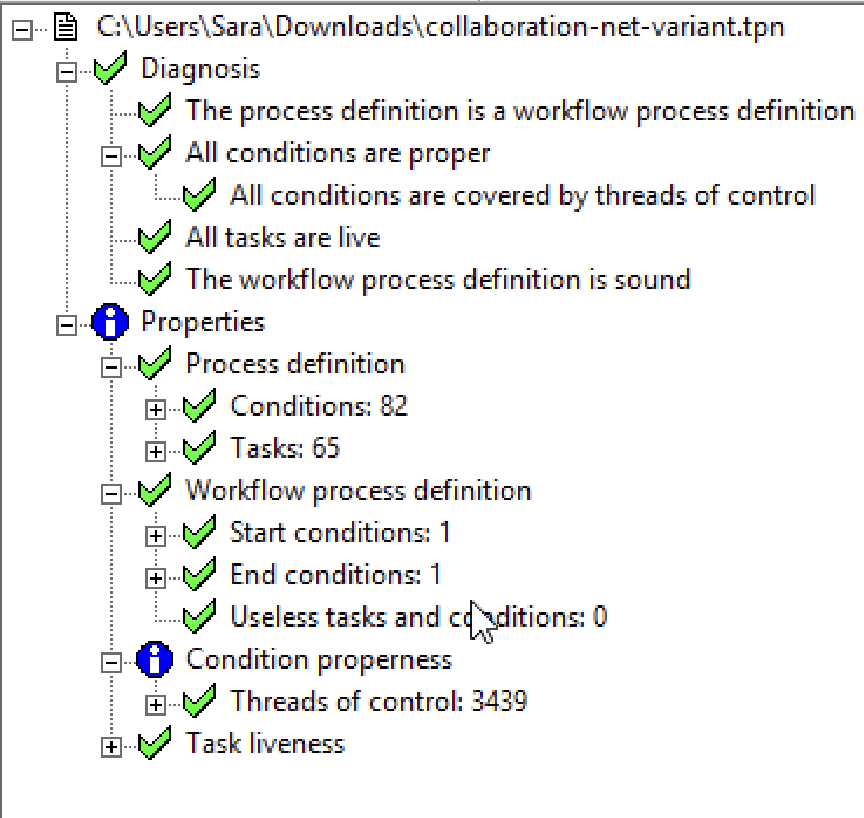 C:\Users\Sara\Downloads\collaboration-net-variant.tpn
Diagnosis
The process definition is a workflow process definition
All conditions are proper
All conditions are covered by threads of control
All tasks are live
The workflow process definition is sound
Properties
Process definition
Conditions: 82
Tasks: 65
Workflow process definition
Start conditions: 1
End conditions: 1
Useless tasks and conditions: 0
Condition properness
Threads of control: 3439
Task liveness